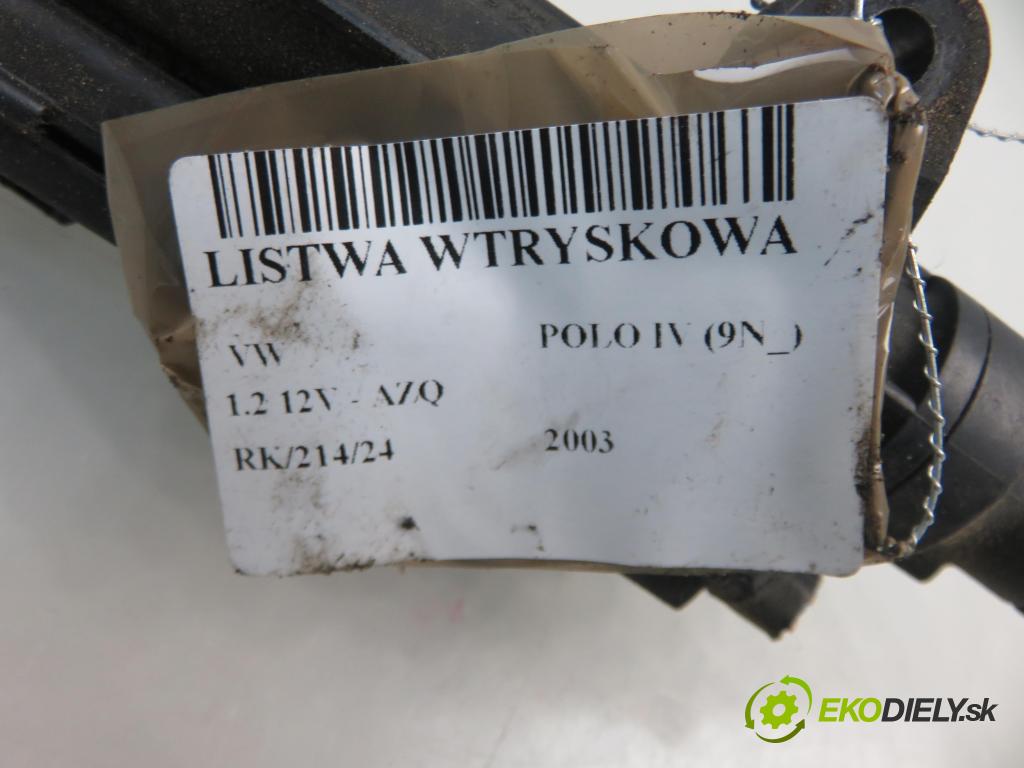 LISTWA WTRYSKOWA
VW POLO IV (9N_)
1.2 12V - AZQ
RK/214/24 2003
EKODIELY.sk